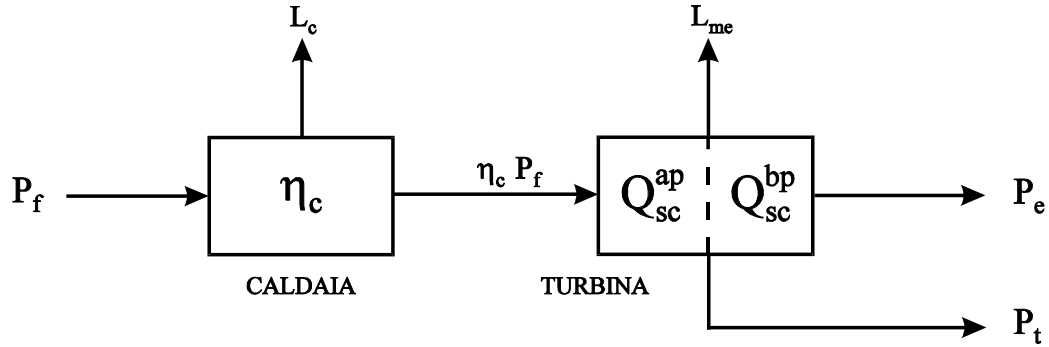 L_c
L_me
P_f
η_c
η_c P_f
Q_sc^ap
Q_sc^bp
P_e
CALDAIA
TURBINA
P_t